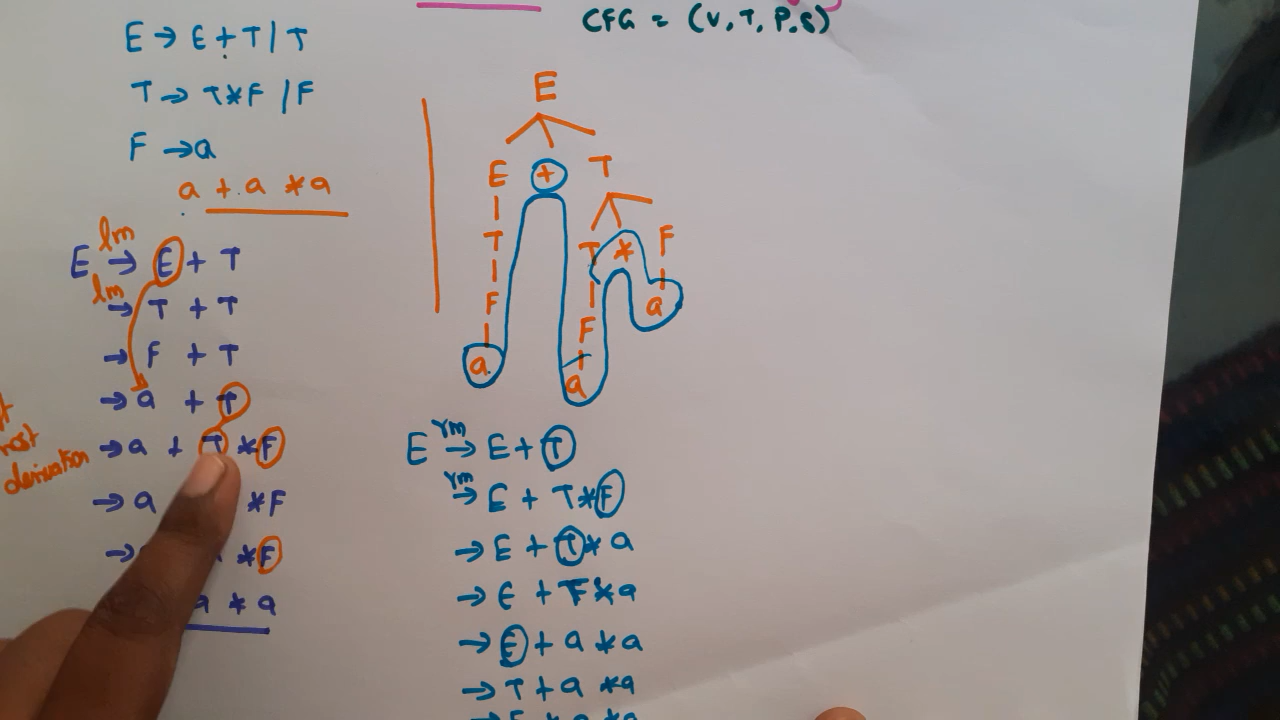 CFG = (V, T, P, S)
E → E + T | T
T → T * F | F
F → a
a + a * a
lm
E → E + T
lm
→ T + T
→ F + T
→ a + T
→ a + T * F
derivation
→ a * F
→ * F
a * a
E
E + T
T T * F
F F a
a a
rm
E → E + T
rm
→ E + T * F
→ E + T * a
→ E + F * a
→ E + a * a
→ T + a * a